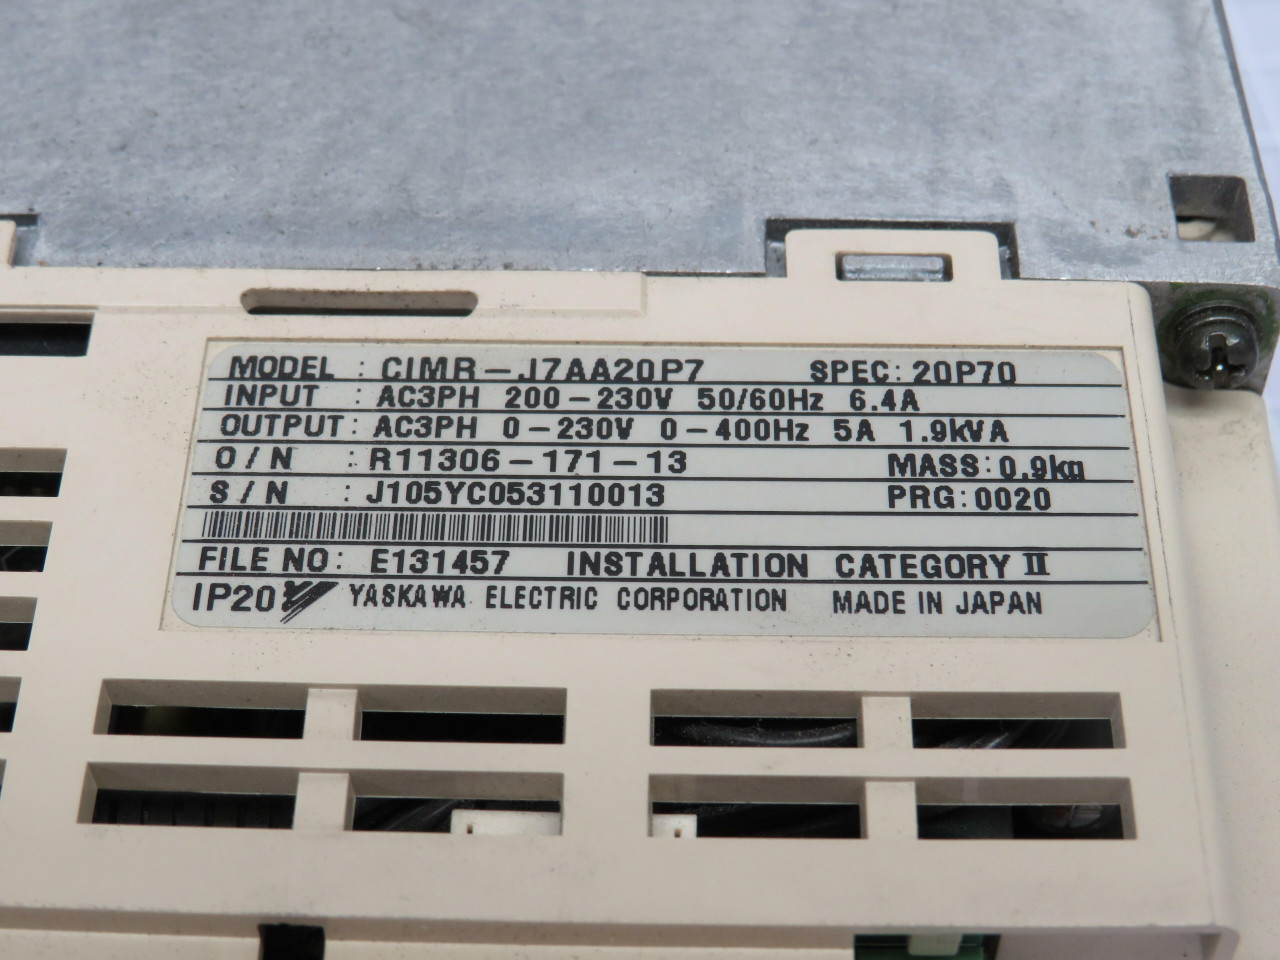 MODEL : CIMR-J7AA20P7 SPEC: 20P70
INPUT : AC3PH 200-230V 50/60Hz 6.4A
OUTPUT: AC3PH 0-230V 0-400Hz 5A 1.9kVA
O/N : R11306-171-13 MASS: 0.9kg
S/N : J105YC053110013 PRG: 0020
FILE NO: E131457 INSTALLATION CATEGORY II
IP20 YASKAWA ELECTRIC CORPORATION MADE IN JAPAN